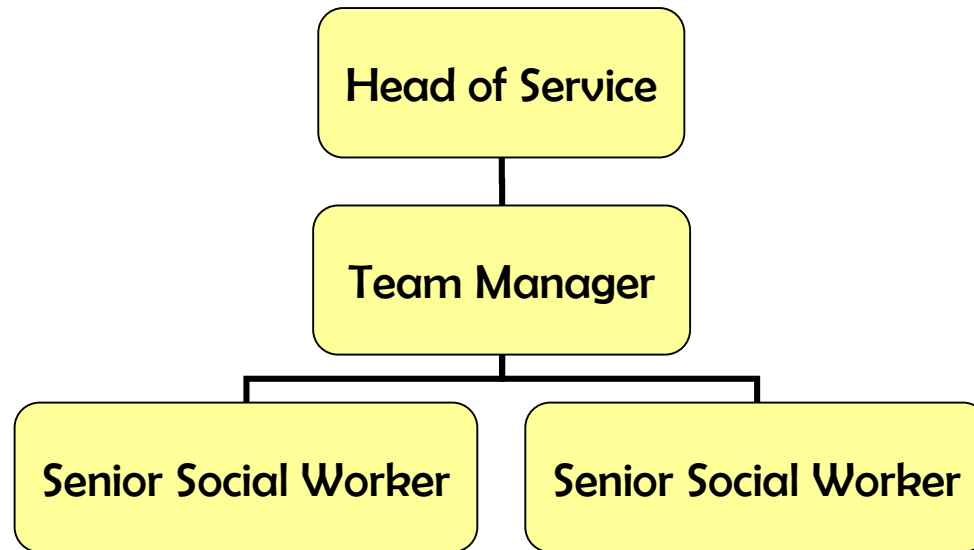 Head of Service
Team Manager
Senior Social Worker
Senior Social Worker